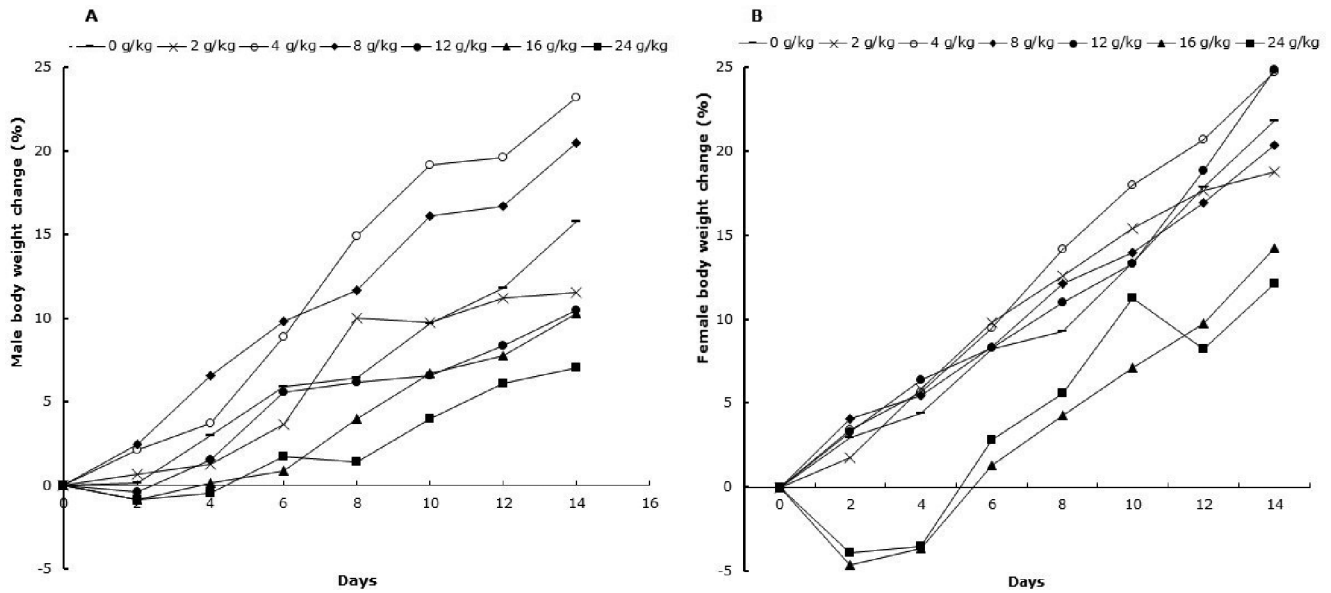 A
0 g/kg 2 g/kg 4 g/kg 8 g/kg 12 g/kg 16 g/kg 24 g/kg
Male body weight change (%)
25
20
15
10
5
0
-5
0 2 4 6 8 10 12 14 16
Days
B
0 g/kg 2 g/kg 4 g/kg 8 g/kg 12 g/kg 16 g/kg 24 g/kg
Female body weight change (%)
25
20
15
10
5
0
-5
0 2 4 6 8 10 12 14
Days